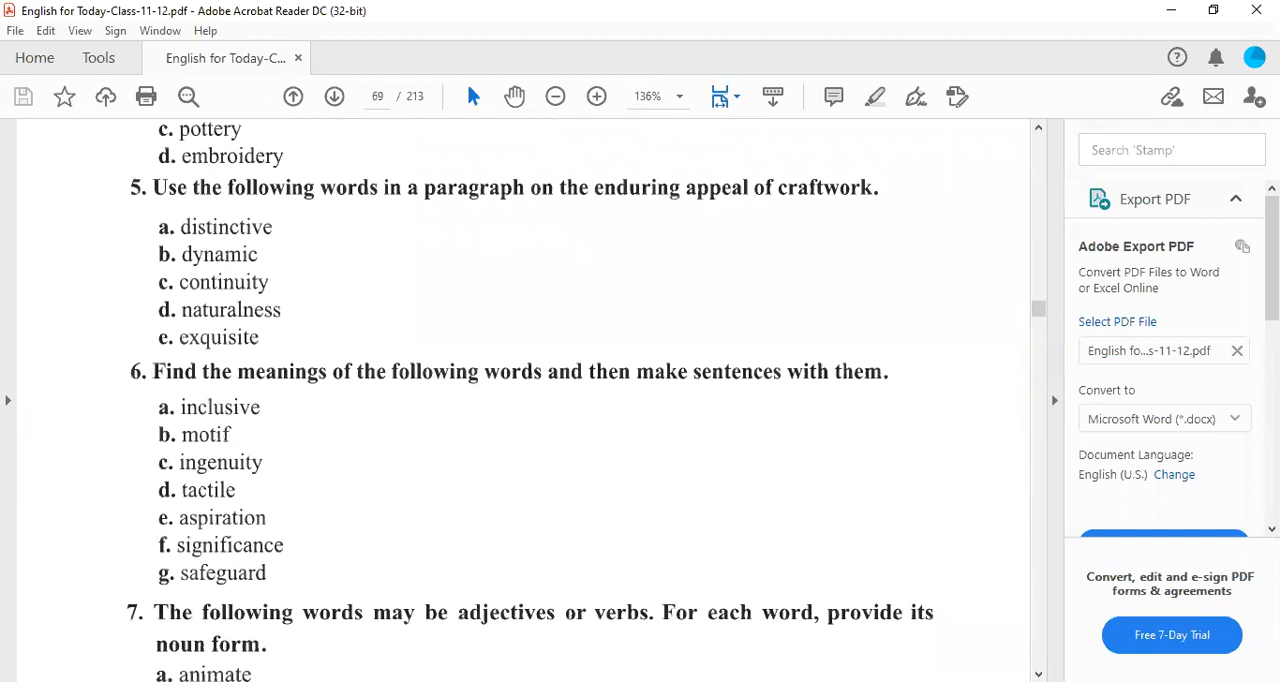 English for Today-Class-11-12.pdf - Adobe Acrobat Reader DC (32-bit)
File Edit View Sign Window Help
Home Tools English for Today-C... ×
69 / 213 136%
c. pottery
d. embroidery
5. Use the following words in a paragraph on the enduring appeal of craftwork.
a. distinctive
b. dynamic
c. continuity
d. naturalness
e. exquisite
6. Find the meanings of the following words and then make sentences with them.
a. inclusive
b. motif
c. ingenuity
d. tactile
e. aspiration
f. significance
g. safeguard
7. The following words may be adjectives or verbs. For each word, provide its
noun form.
a. animate
Search 'Stamp'
Export PDF
Adobe Export PDF
Convert PDF Files to Word
or Excel Online
Select PDF File
English fo...s-11-12.pdf
Convert to
Microsoft Word (*.docx)
Document Language:
English (U.S.) Change
Convert, edit and e-sign PDF
forms & agreements
Free 7-Day Trial